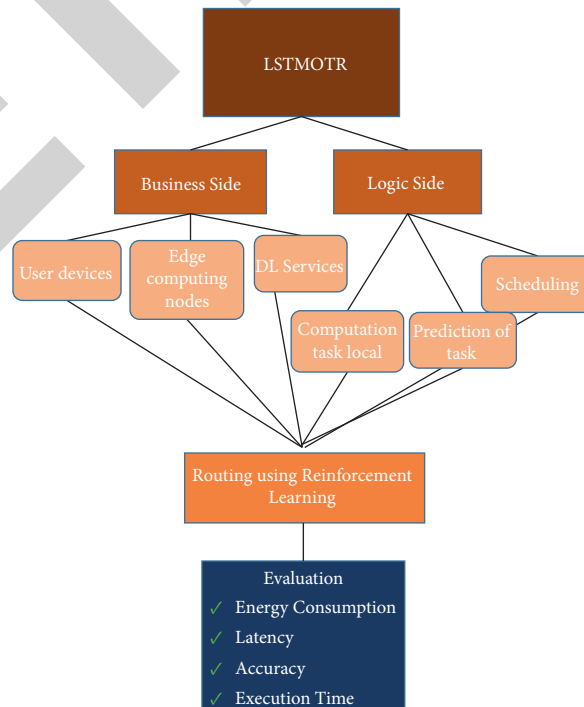 LSTMOTR
Business Side
Logic Side
User devices
Edge
computing
nodes
DL Services
Scheduling
Computation
task local
Prediction of
task
Routing using Reinforcement
Learning
Evaluation
✓ Energy Consumption
✓ Latency
✓ Accuracy
✓ Execution Time